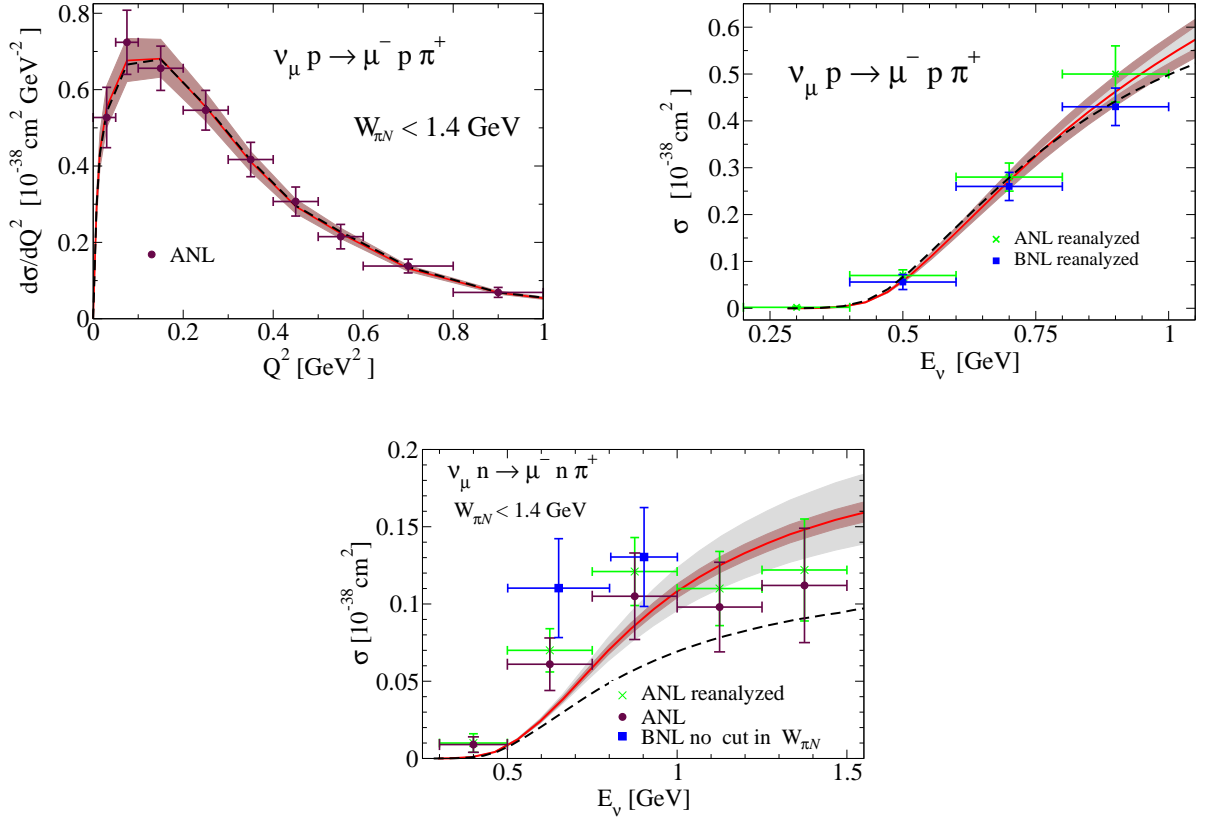 ν_μ p → μ⁻ p π⁺
W_πN < 1.4 GeV
ANL
dσ/dQ² [10⁻³⁸ cm² GeV⁻²]
0.8
0.6
0.4
0.2
0
0 0.2 0.4 0.6 0.8 1
Q² [GeV²]
ν_μ p → μ⁻ p π⁺
ANL reanalyzed
BNL reanalyzed
σ [10⁻³⁸ cm²]
0.6
0.5
0.4
0.3
0.2
0.1
0
0.25 0.5 0.75 1
E_ν [GeV]
ν_μ n → μ⁻ n π⁺
W_πN < 1.4 GeV
ANL reanalyzed
ANL
BNL no cut in W_πN
σ [10⁻³⁸ cm²]
0.2
0.15
0.1
0.05
0
0.5 1 1.5
E_ν [GeV]